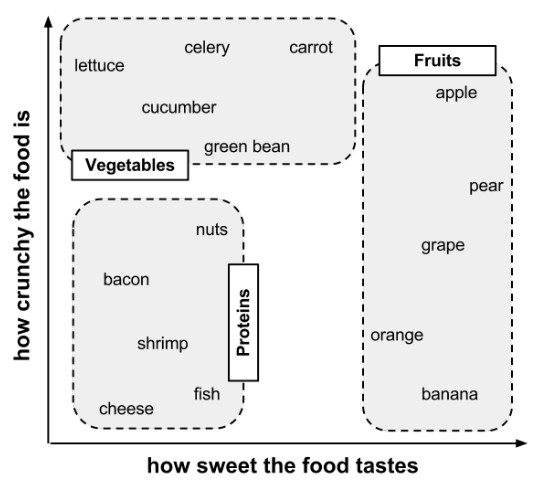 celery
carrot
lettuce
Fruits
apple
cucumber
green bean
Vegetables
pear
nuts
grape
bacon
Proteins
shrimp
orange
fish
banana
cheese
how crunchy the food is
how sweet the food tastes